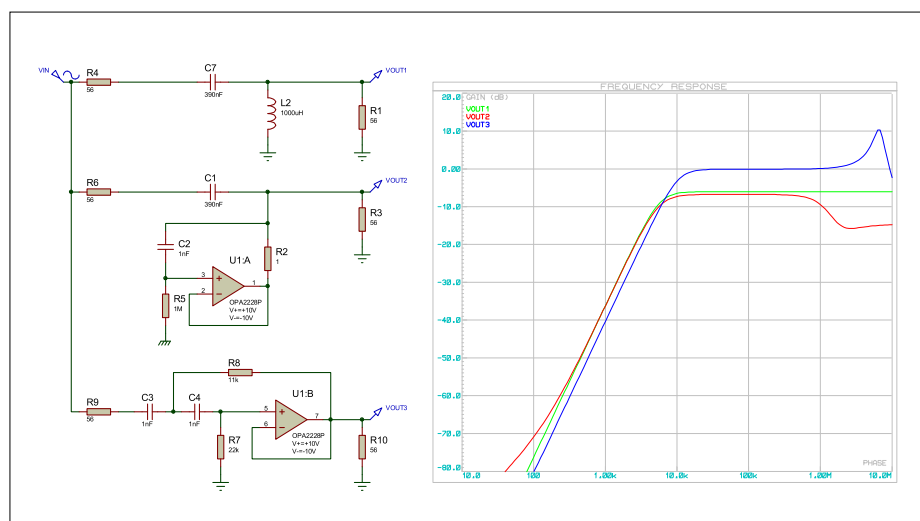 VIN
R4
56
C7
390nF
VOUT1
L2
1000uH
R1
56
R6
56
C1
390nF
VOUT2
R3
56
C2
1nF
R2
1
U1:A
3
2
1
OPA2228P
V+=+10V
V-=-10V
R5
1M
R8
11k
R9
56
C3
1nF
C4
1nF
U1:B
5
6
7
OPA2228P
V+=+10V
V-=-10V
VOUT3
R7
22k
R10
56
FREQUENCY RESPONSE
GAIN (dB)
VOUT1
VOUT2
VOUT3
20.0
10.0
0.00
-10.0
-20.0
-30.0
-40.0
-50.0
-60.0
-70.0
-80.0
PHASE
10.0
100
1.00k
10.0k
100k
1.00M
10.0M